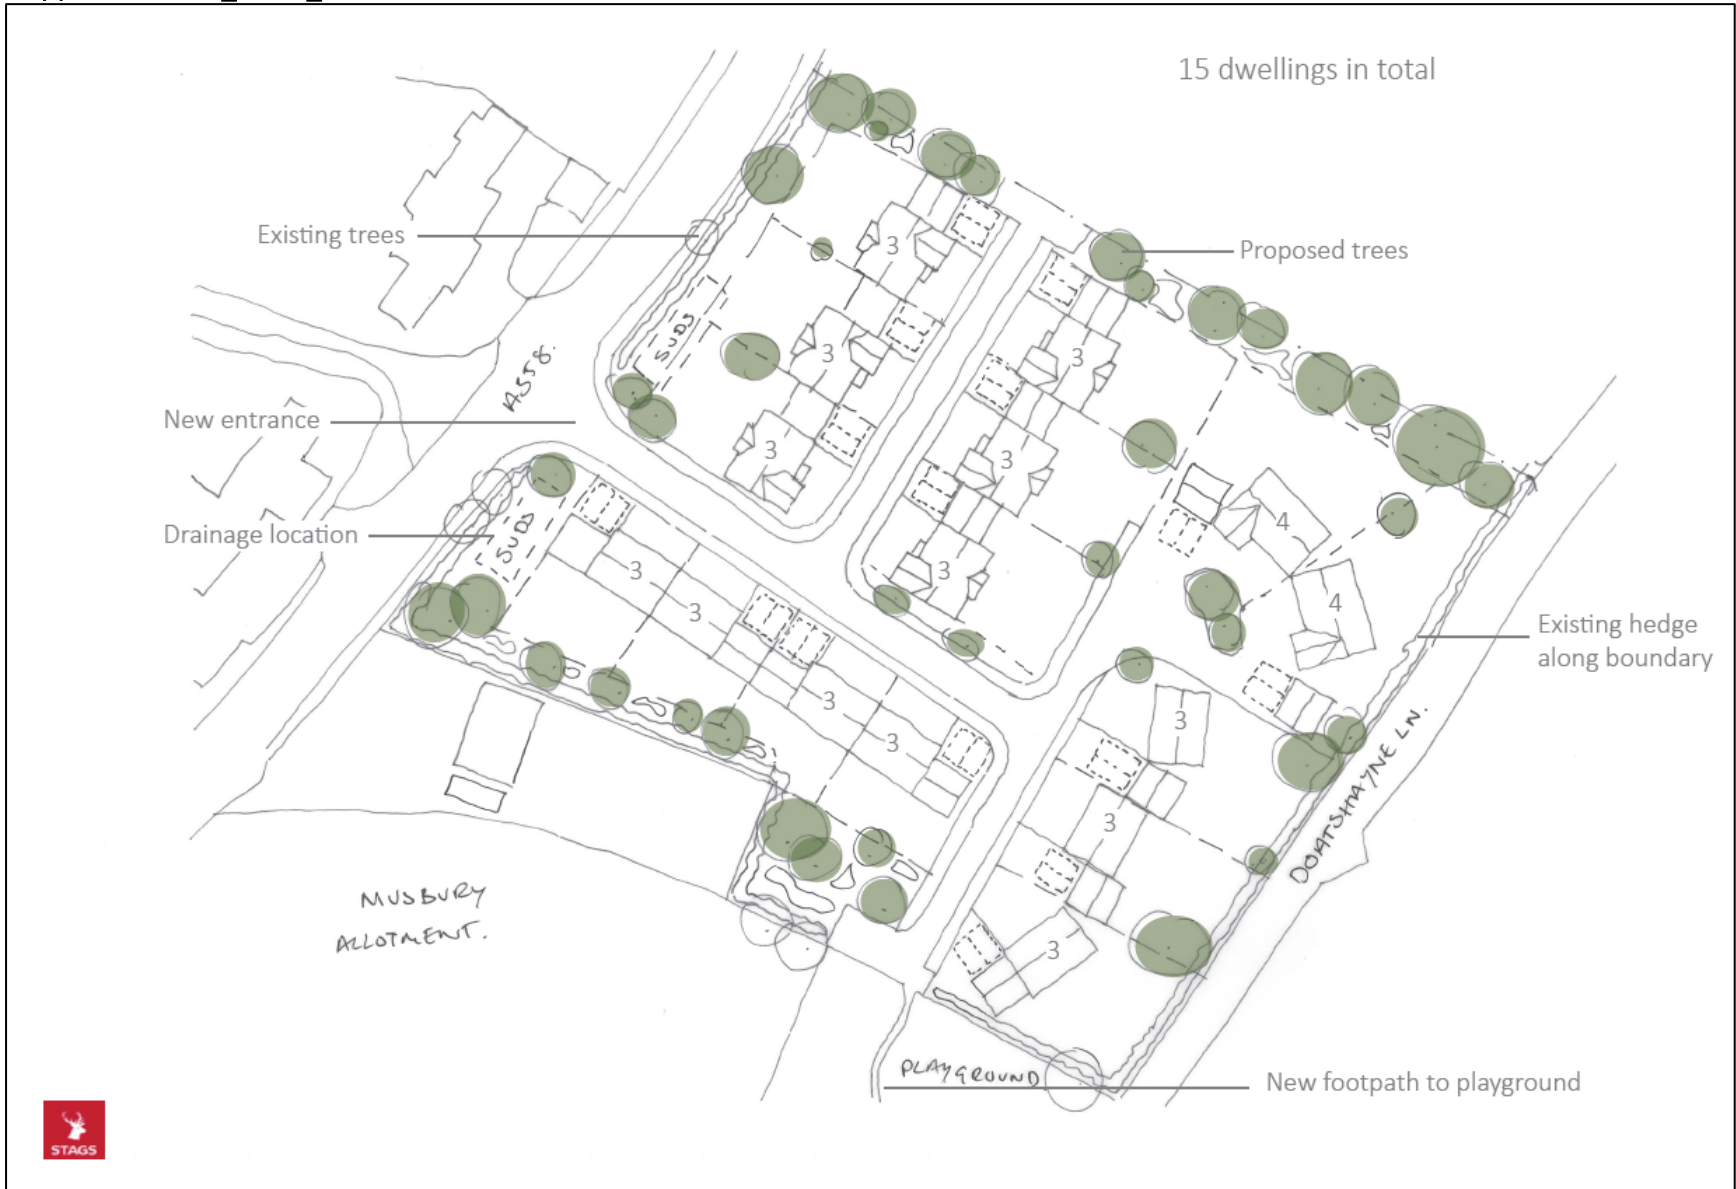 15 dwellings in total
Existing trees
Proposed trees
3
3
3
3
3
3
SUDS
A358.
New entrance
SUDS
Drainage location
3
3
3
3
4
4
Existing hedge
along boundary
3
3
3
DOATSHAYNE LN.
MUSBURY
ALLOTMENT.
PLAYGROUND
New footpath to playground
STAGS